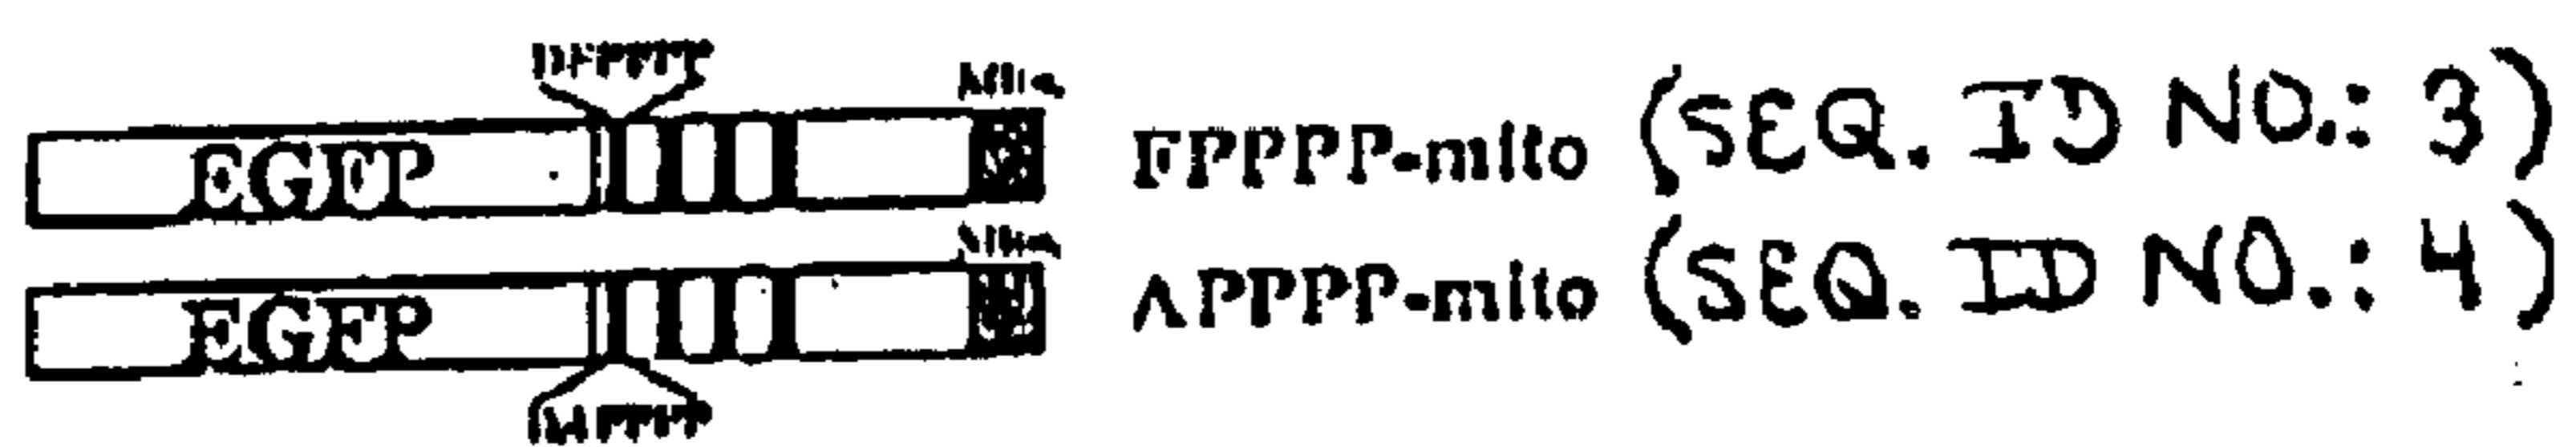 DFPPPP
Mito
EGFP FPPPP-mito (SEQ. ID NO.: 3)
Mito
EGFP APPPP-mito (SEQ. ID NO.: 4)